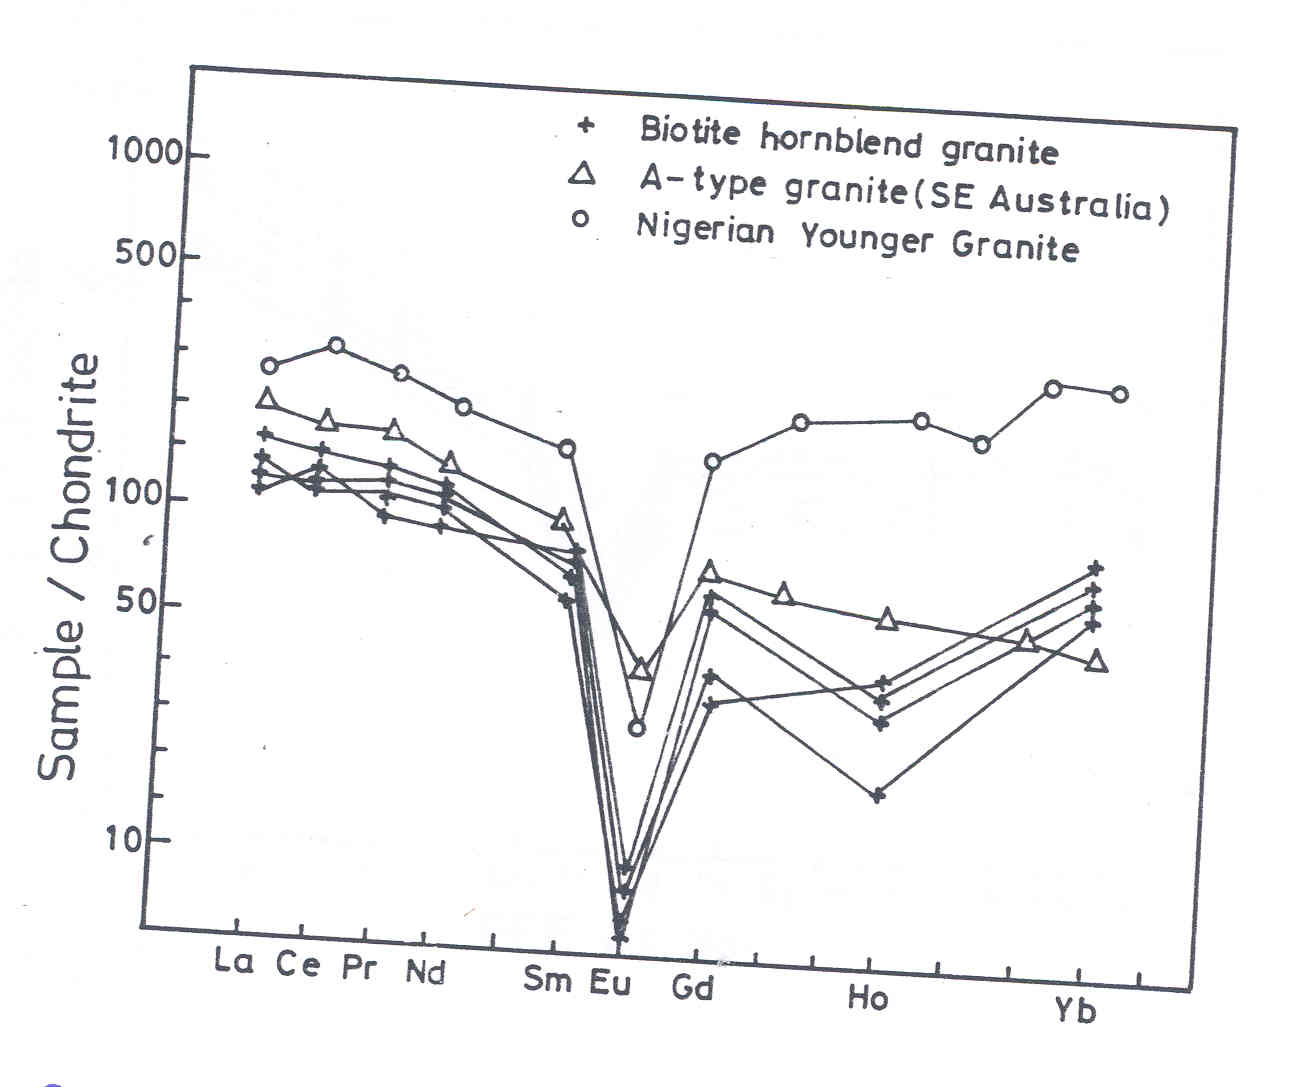 Biotite hornblend granite
A-type granite(SE Australia)
Nigerian Younger Granite
1000
500
100
50
10
Sample / Chondrite
La Ce Pr Nd Sm Eu Gd Ho Yb